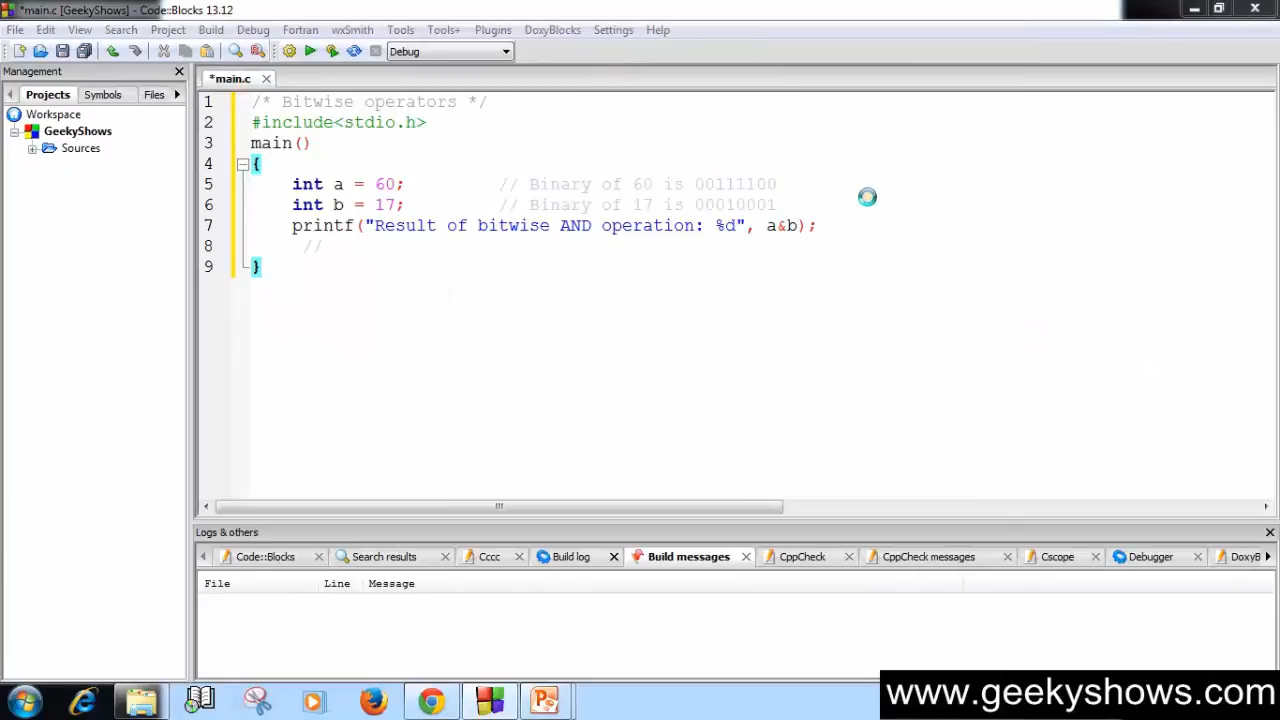 *main.c [GeekyShows] - Code::Blocks 13.12
File Edit View Search Project Build Debug Fortran wxSmith Tools Tools+ Plugins DoxyBlocks Settings Help
Debug
Management
*main.c
Projects Symbols Files
Workspace
GeekyShows
Sources
1 /* Bitwise operators */
2 #include<stdio.h>
3 main()
4 {
5 int a = 60; // Binary of 60 is 00111100
6 int b = 17; // Binary of 17 is 00010001
7 printf("Result of bitwise AND operation: %d", a&b);
8 //
9 }
Logs & others
Code::Blocks Search results Cccc Build log Build messages CppCheck CppCheck messages Cscope Debugger DoxyB
File Line Message
www.geekyshows.com